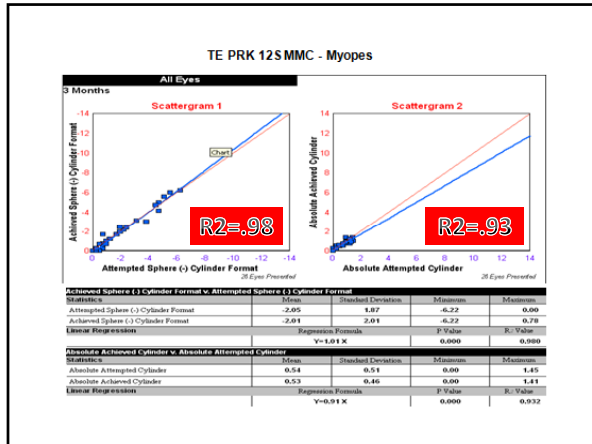 TE PRK 12S MMC - Myopes
All Eyes
3 Months
Scattergram 1
Scattergram 2
Achived Sphere (-) Cylinder Format
-14
-12
-10
-8
-6
-4
-2
0
Chart
R2=.98
0 -2 -4 -6 -8 -10 -12 -14
Attempted Sphere (-) Cylinder Format
26 Eyes Presented
Absolute Achieved Cylinder
14
12
10
8
6
4
2
0
R2=.93
0 2 4 6 8 10 12 14
Absolute Attempted Cylinder
26 Eyes Presented
Achieved Sphere (-) Cylinder Format v. Attempted Sphere (-) Cylinder Format
Statistics Mean Standard Deviation Minimum Maximum
Attempted Sphere (-) Cylinder Format -2.05 1.87 -6.22 0.00
Achieved Sphere (-) Cylinder Format -2.01 2.01 -6.22 0.78
Linear Regression Regression Formula P Value R: Value
Y=1.01 X 0.000 0.980
Absolute Achieved Cylinder v. Absolute Attempted Cylinder
Statistics Mean Standard Deviation Minimum Maximum
Absolute Attempted Cylinder 0.54 0.51 0.00 1.45
Absolute Achieved Cylinder 0.53 0.46 0.00 1.41
Linear Regression Regression Formula P Value R: Value
Y=0.91 X 0.000 0.932